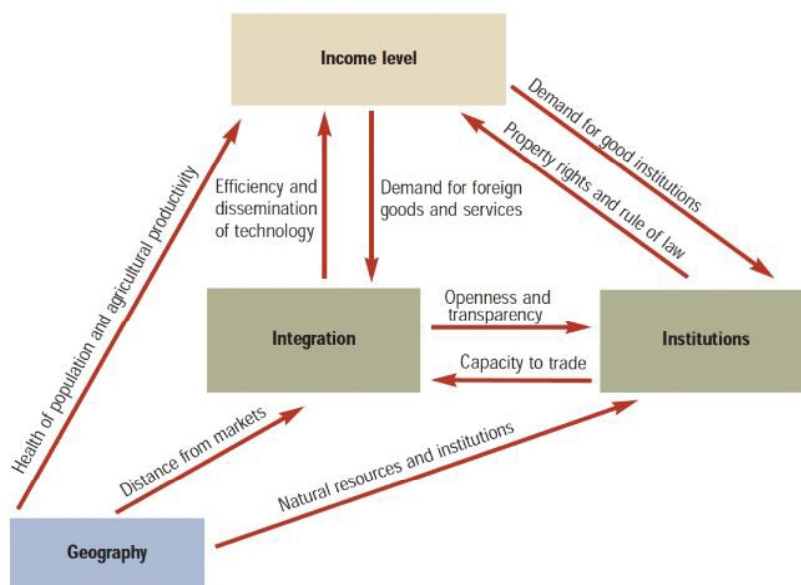 Income level
Demand for good institutions
Property rights and rule of law
Health of population and agricultural productivity
Efficiency and
dissemination
of technology
Demand for foreign
goods and services
Integration
Openness and
transparency
Capacity to trade
Institutions
Distance from markets
Natural resources and institutions
Geography